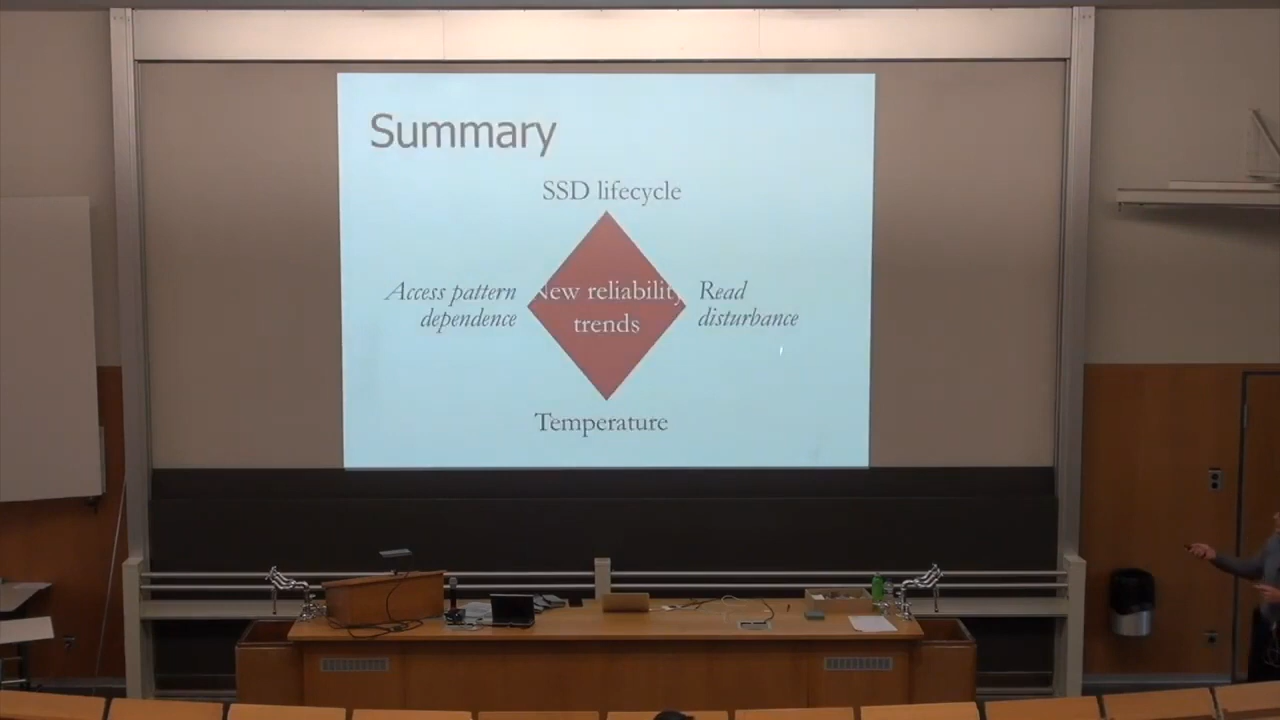 Summary
SSD lifecycle
Access pattern
dependence
New reliability
trends
Read
disturbance
Temperature